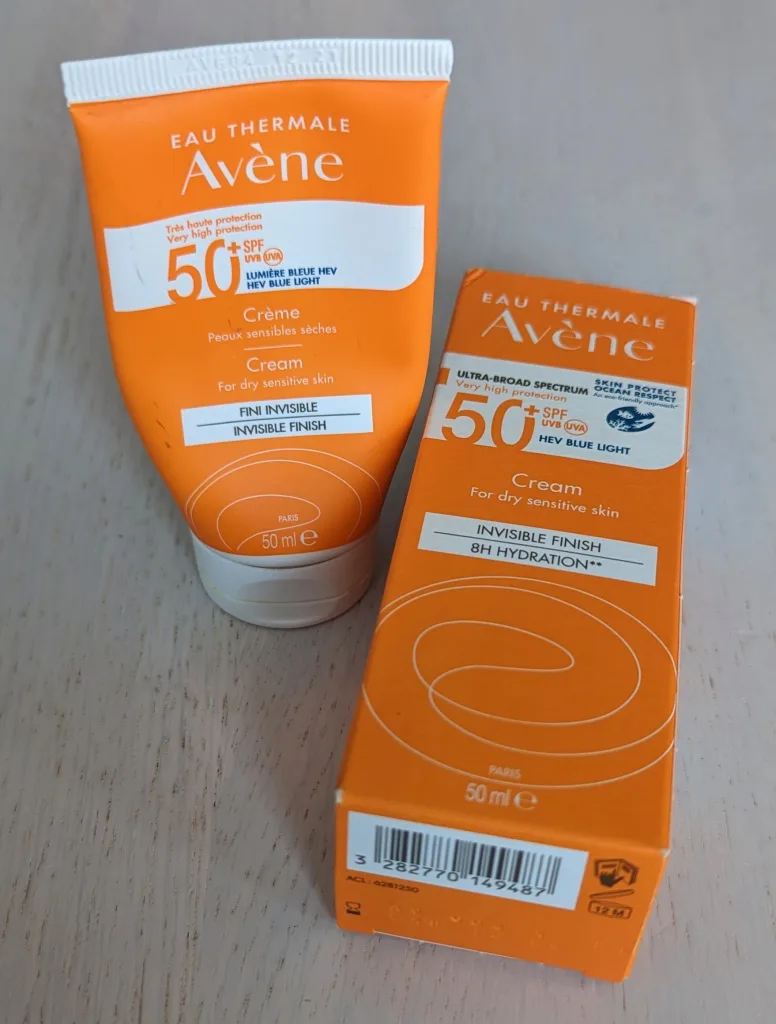 EAU THERMALE
Avène
Très haute protection
Very high protection
50+ SPF
UVB UVA
LUMIÈRE BLEUE HEV
HEV BLUE LIGHT
Crème
Peaux sensibles sèches
Cream
For dry sensitive skin
FINI INVISIBLE
INVISIBLE FINISH
PARIS
50 ml e
EAU THERMALE
Avène
ULTRA-BROAD SPECTRUM
Very high protection
50+ SPF
UVB UVA
HEV BLUE LIGHT
SKIN PROTECT
OCEAN RESPECT
An eco-friendly approach*
Cream
For dry sensitive skin
INVISIBLE FINISH
8H HYDRATION**
PARIS
50 ml e
3 282770 149487
ACL : 6281250
12 M